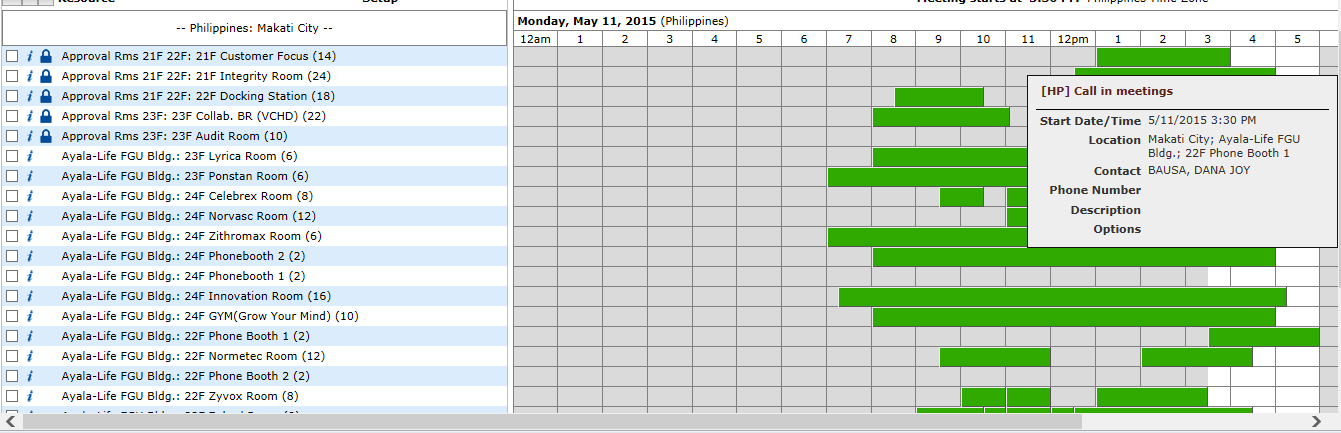 Resource Setup Meeting starts at 3:30 PM Philippines Time Zone
-- Philippines: Makati City --
Monday, May 11, 2015 (Philippines)
12am 1 2 3 4 5 6 7 8 9 10 11 12pm 1 2 3 4 5
i Approval Rms 21F 22F: 21F Customer Focus (14)
i Approval Rms 21F 22F: 21F Integrity Room (24)
i Approval Rms 21F 22F: 22F Docking Station (18)
i Approval Rms 23F: 23F Collab. BR (VCHD) (22)
i Approval Rms 23F: 23F Audit Room (10)
i Ayala-Life FGU Bldg.: 23F Lyrica Room (6)
i Ayala-Life FGU Bldg.: 23F Ponstan Room (6)
i Ayala-Life FGU Bldg.: 24F Celebrex Room (8)
i Ayala-Life FGU Bldg.: 24F Norvasc Room (12)
i Ayala-Life FGU Bldg.: 24F Zithromax Room (6)
i Ayala-Life FGU Bldg.: 24F Phonebooth 2 (2)
i Ayala-Life FGU Bldg.: 24F Phonebooth 1 (2)
i Ayala-Life FGU Bldg.: 24F Innovation Room (16)
i Ayala-Life FGU Bldg.: 24F GYM(Grow Your Mind) (10)
i Ayala-Life FGU Bldg.: 22F Phone Booth 1 (2)
i Ayala-Life FGU Bldg.: 22F Normetec Room (12)
i Ayala-Life FGU Bldg.: 22F Phone Booth 2 (2)
i Ayala-Life FGU Bldg.: 22F Zyvox Room (8)
[HP] Call in meetings
Start Date/Time 5/11/2015 3:30 PM
Location Makati City; Ayala-Life FGU
Bldg.; 22F Phone Booth 1
Contact BAUSA, DANA JOY
Phone Number
Description
Options